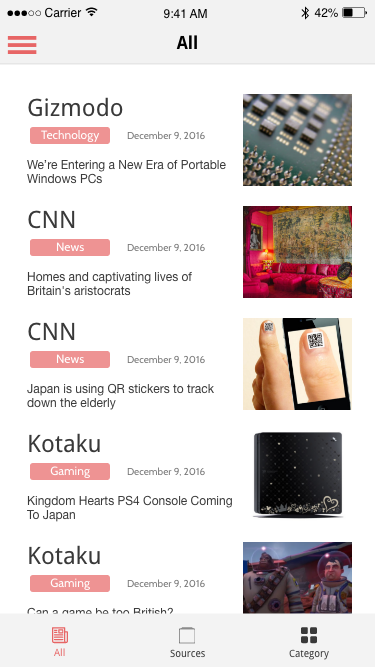 Carrier 9:41 AM 42%
All
Gizmodo
Technology December 9, 2016
We're Entering a New Era of Portable
Windows PCs
CNN
News December 9, 2016
Homes and captivating lives of
Britain's aristocrats
CNN
News December 9, 2016
Japan is using QR stickers to track
down the elderly
Kotaku
Gaming December 9, 2016
Kingdom Hearts PS4 Console Coming
To Japan
Kotaku
Gaming December 9, 2016
Can a game be too British?
All Sources Category